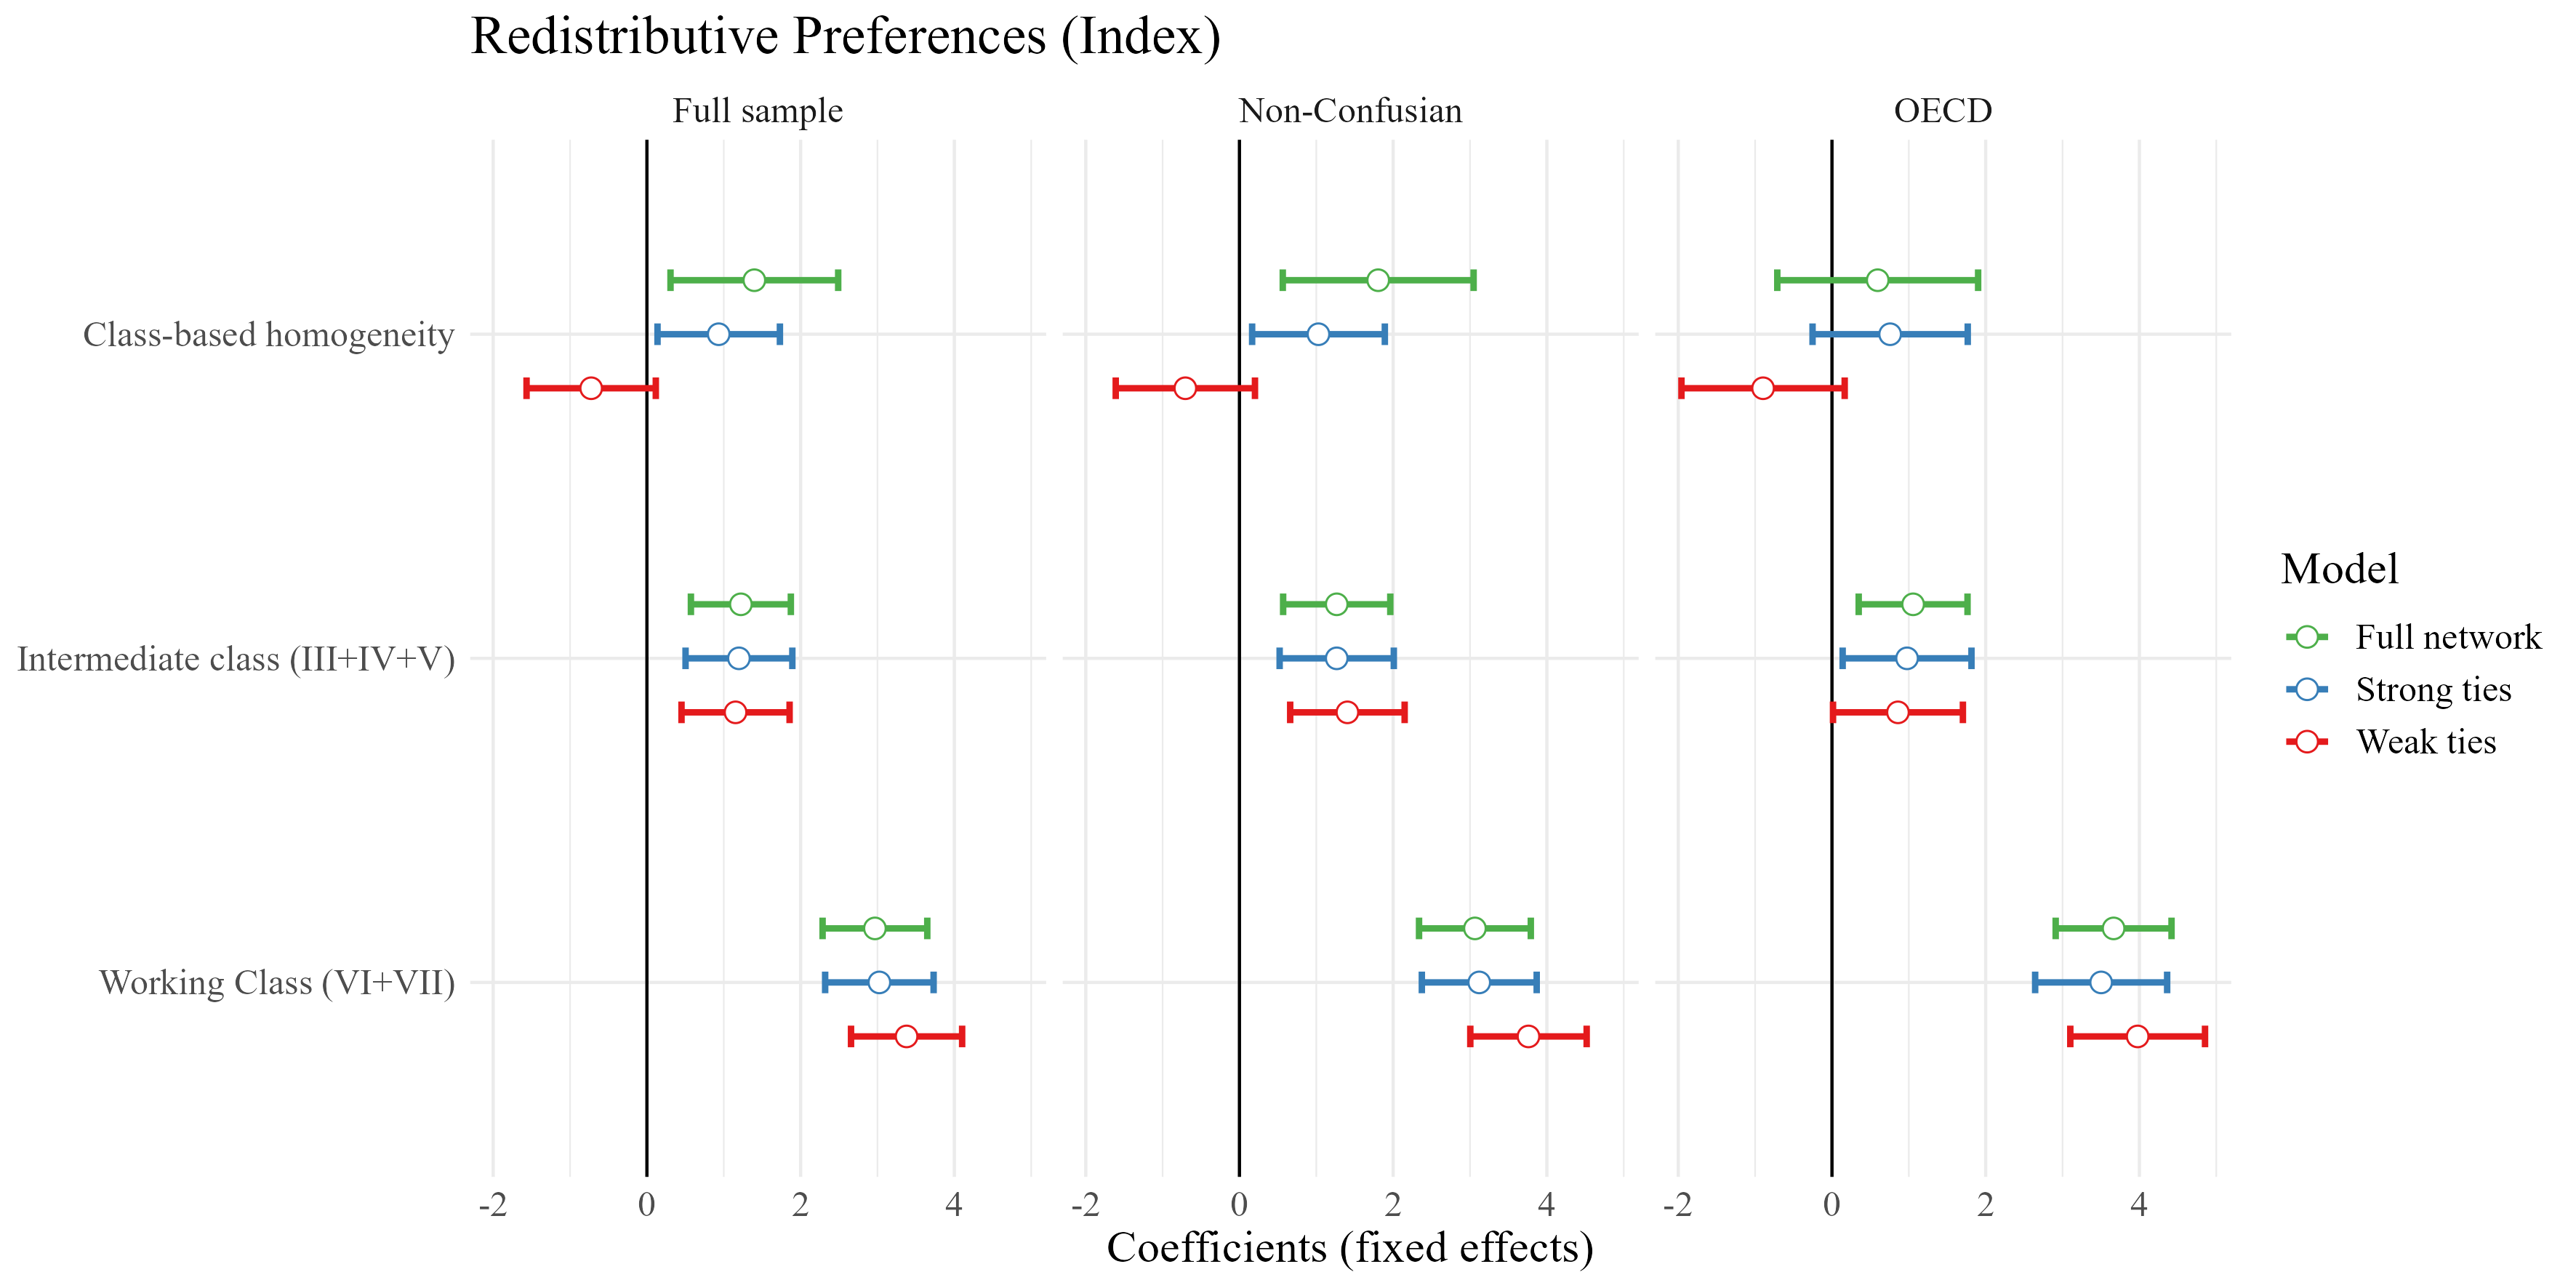 Redistributive Preferences (Index)
Full sample
Non-Confusian
OECD
Class-based homogeneity
Intermediate class (III+IV+V)
Working Class (VI+VII)
-2 0 2 4
-2 0 2 4
-2 0 2 4
Coefficients (fixed effects)
Model
Full network
Strong ties
Weak ties